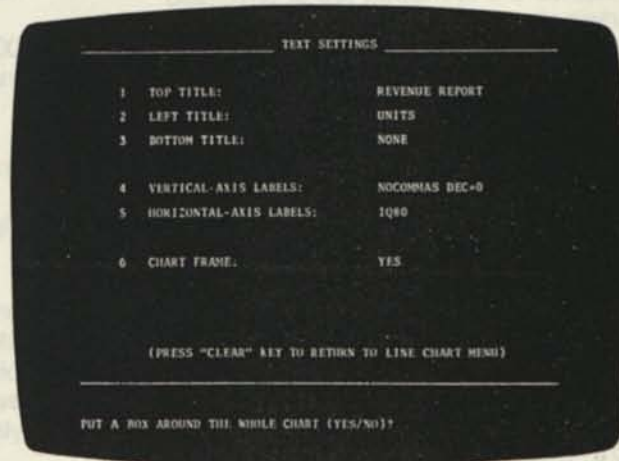 TEXT SETTINGS
1 TOP TITLE: REVENUE REPORT
2 LEFT TITLE: UNITS
3 BOTTOM TITLE: NONE
4 VERTICAL-AXIS LABELS: NOCOMMAS DEC=0
5 HORIZONTAL-AXIS LABELS: 1Q80
6 CHART FRAME: YES
(PRESS "CLEAR" KEY TO RETURN TO LINE CHART MENU)
PUT A BOX AROUND THE WHOLE CHART (YES/NO)?